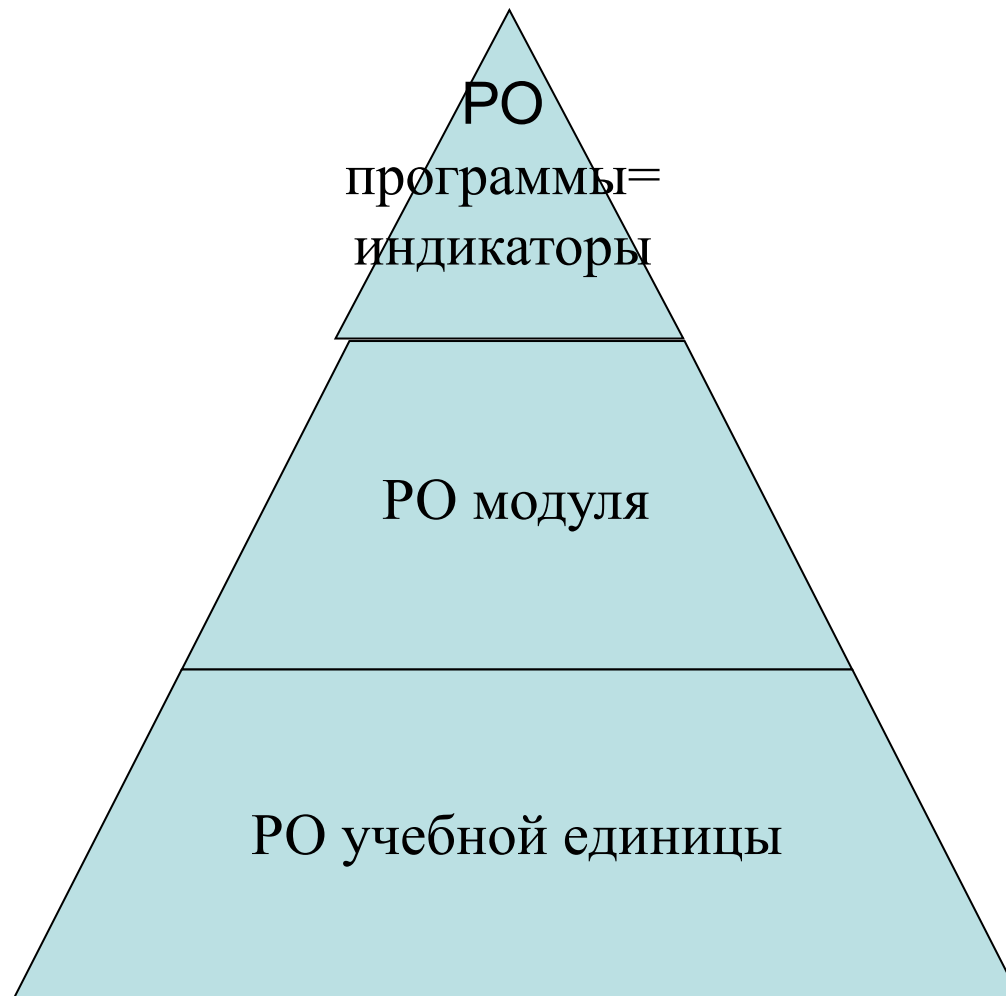 РО
программы=
индикаторы
РО модуля
РО учебной единицы